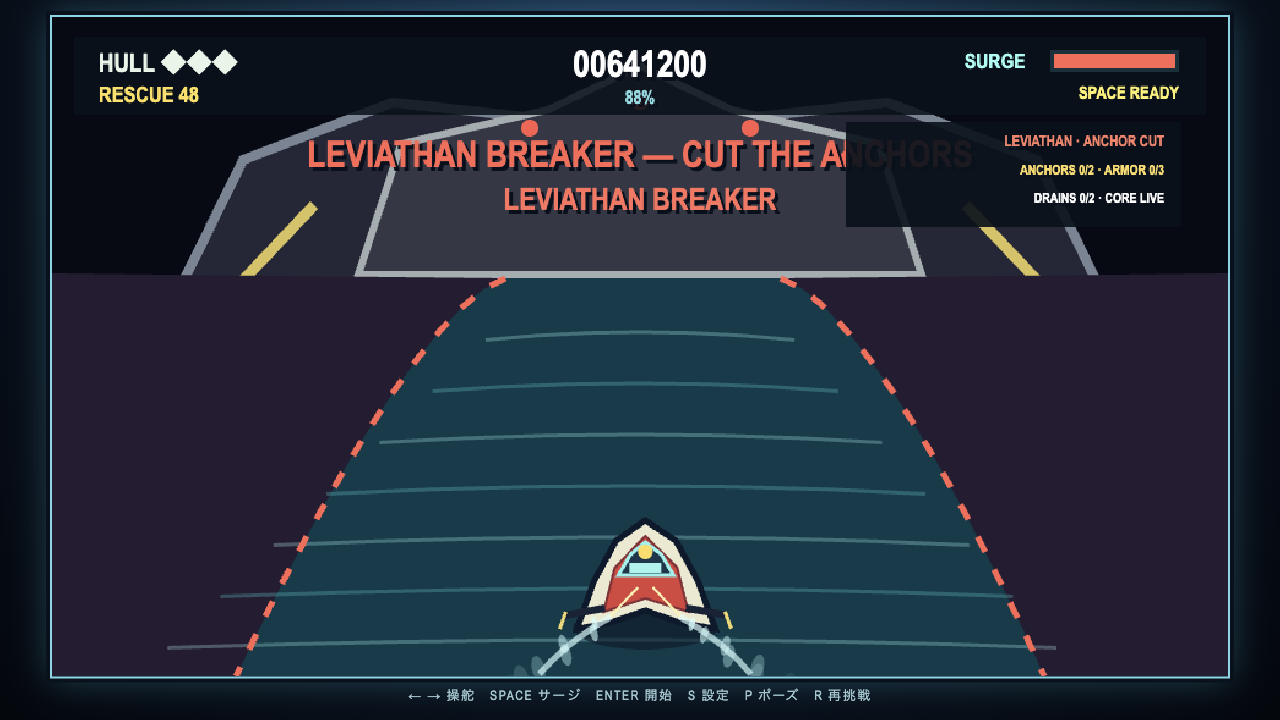 HULL
RESCUE 48
00641200
88%
SURGE
SPACE READY
LEVIATHAN BREAKER — CUT THE ANCHORS
LEVIATHAN BREAKER
LEVIATHAN · ANCHOR CUT
ANCHORS 0/2 · ARMOR 0/3
DRAINS 0/2 · CORE LIVE
← → 操舵 SPACE サージ ENTER 開始 S 設定 P ポーズ R 再挑戦